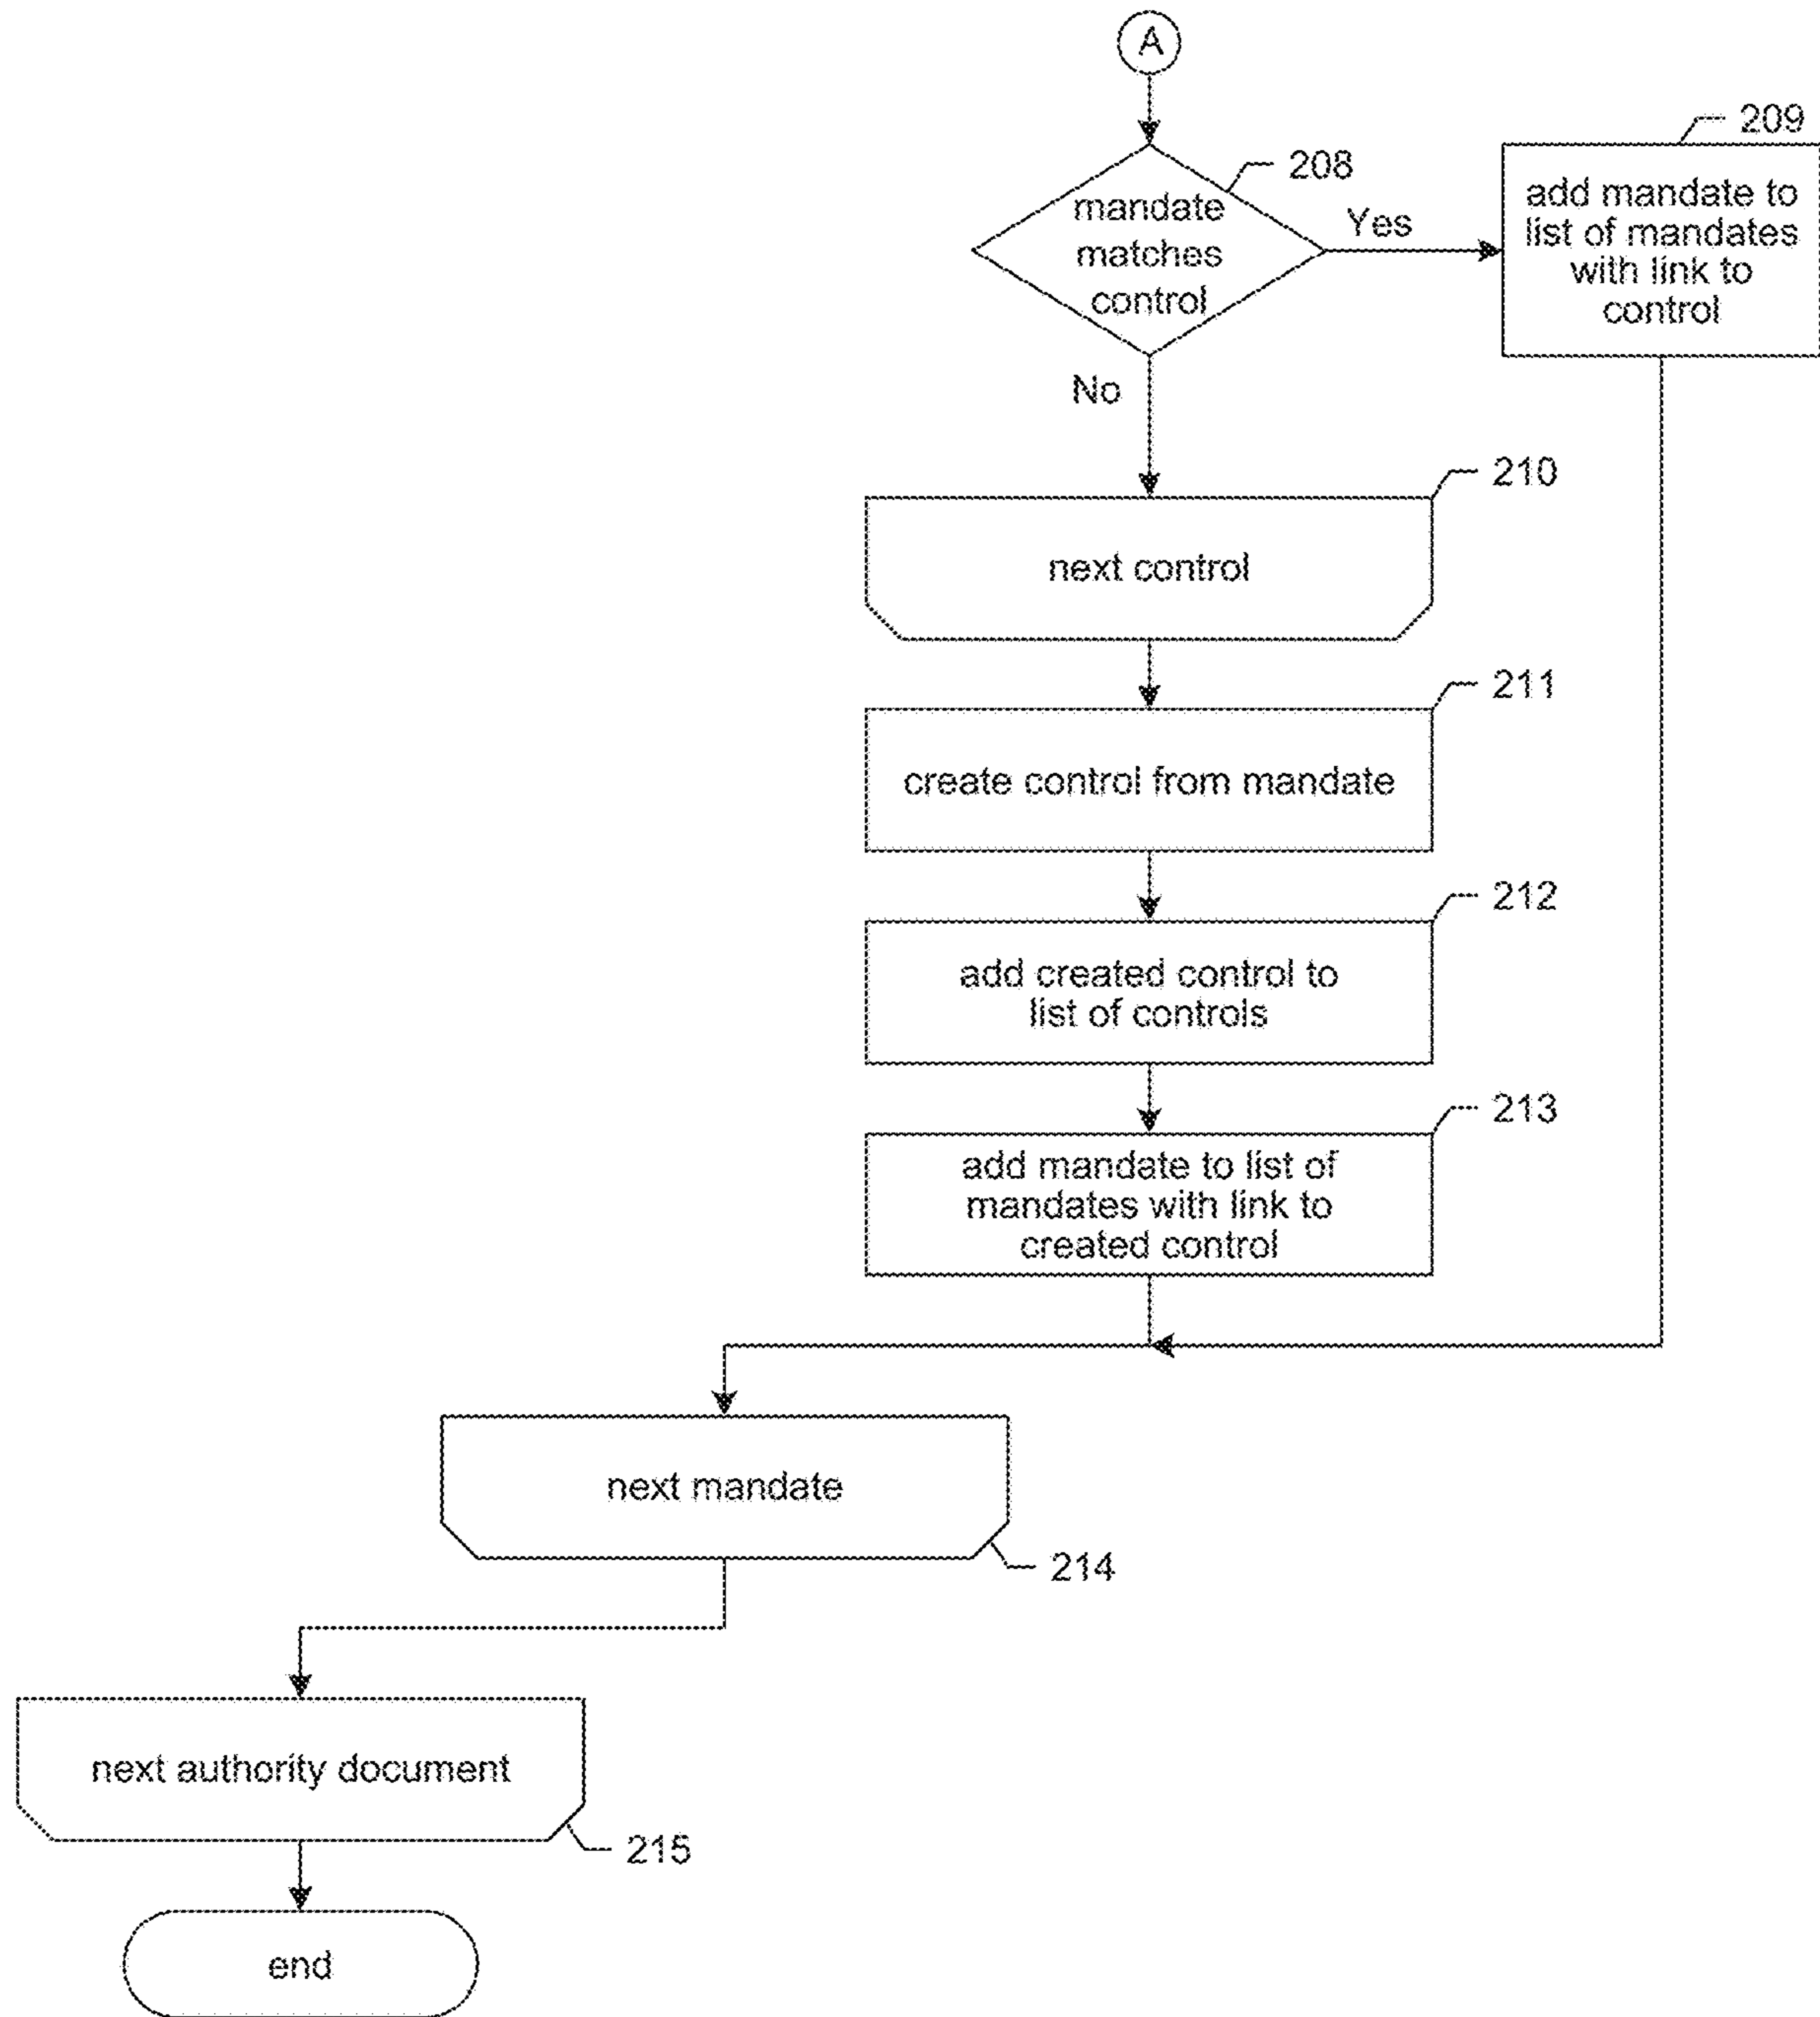 A
208
mandate
matches
control
Yes
209
add mandate to
list of mandates
with link to
control
No
210
next control
211
create control from mandate
212
add created control to
list of controls
213
add mandate to list of
mandates with link to
created control
next mandate
214
next authority document
215
end